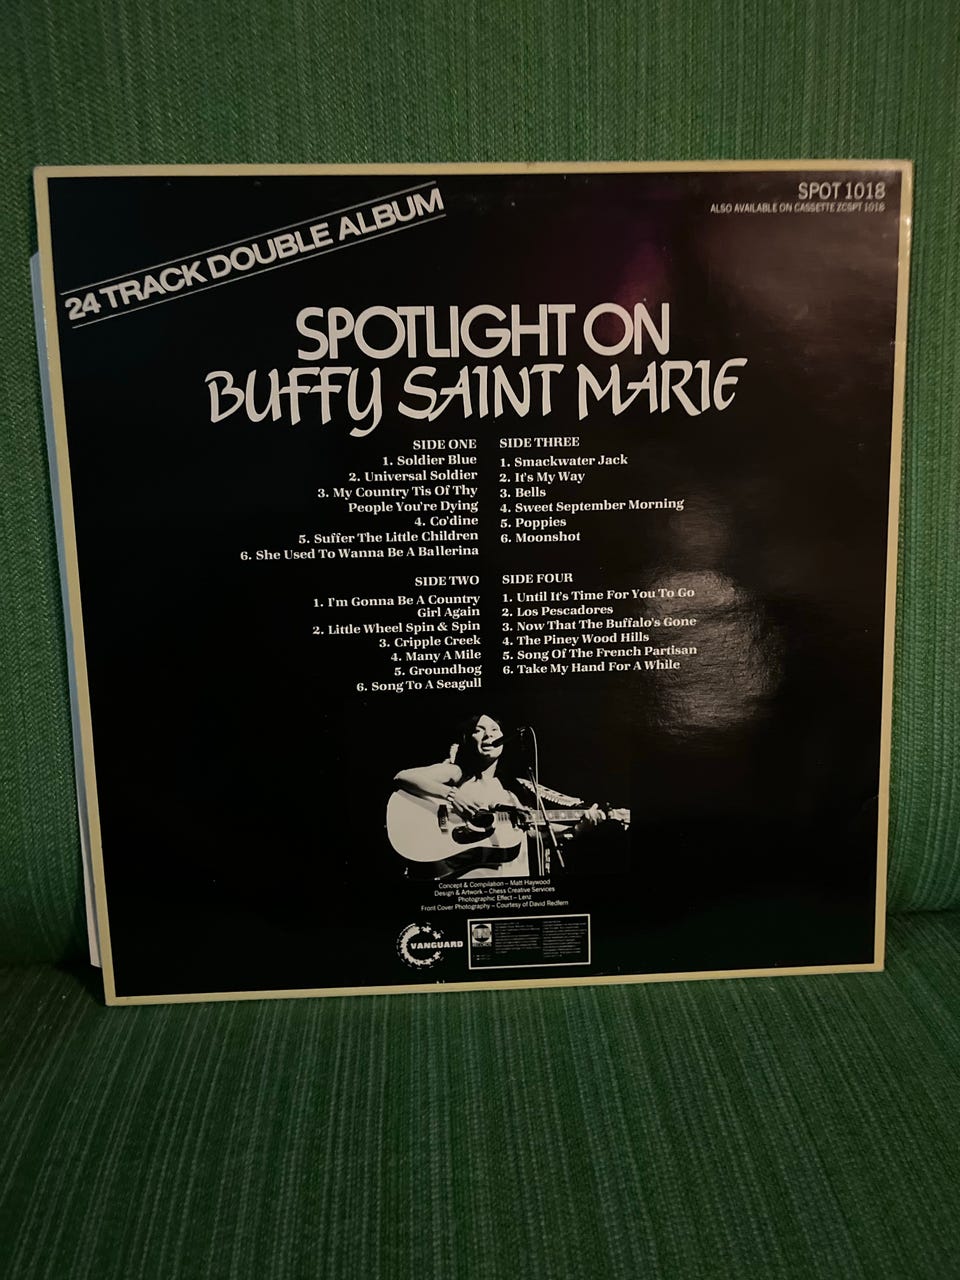 SPOT 1018
ALSO AVAILABLE ON CASSETTE ZCSPT 1018
24 TRACK DOUBLE ALBUM
SPOTLIGHT ON
BUFFY SAINT MARIE
SIDE ONE
1. Soldier Blue
2. Universal Soldier
3. My Country Tis Of Thy
People You're Dying
4. Co'dine
5. Suffer The Little Children
6. She Used To Wanna Be A Ballerina
SIDE TWO
1. I'm Gonna Be A Country
Girl Again
2. Little Wheel Spin & Spin
3. Cripple Creek
4. Many A Mile
5. Groundhog
6. Song To A Seagull
SIDE THREE
1. Smackwater Jack
2. It's My Way
3. Bells
4. Sweet September Morning
5. Poppies
6. Moonshot
SIDE FOUR
1. Until It's Time For You To Go
2. Los Pescadores
3. Now That The Buffalo's Gone
4. The Piney Wood Hills
5. Song Of The French Partisan
6. Take My Hand For A While
Concept & Compilation – Matt Haywood
Design & Artwork – Chess Creative Services
Photographic Effect – Lenz
Front Cover Photography – Courtesy of David Redfern
VANGUARD